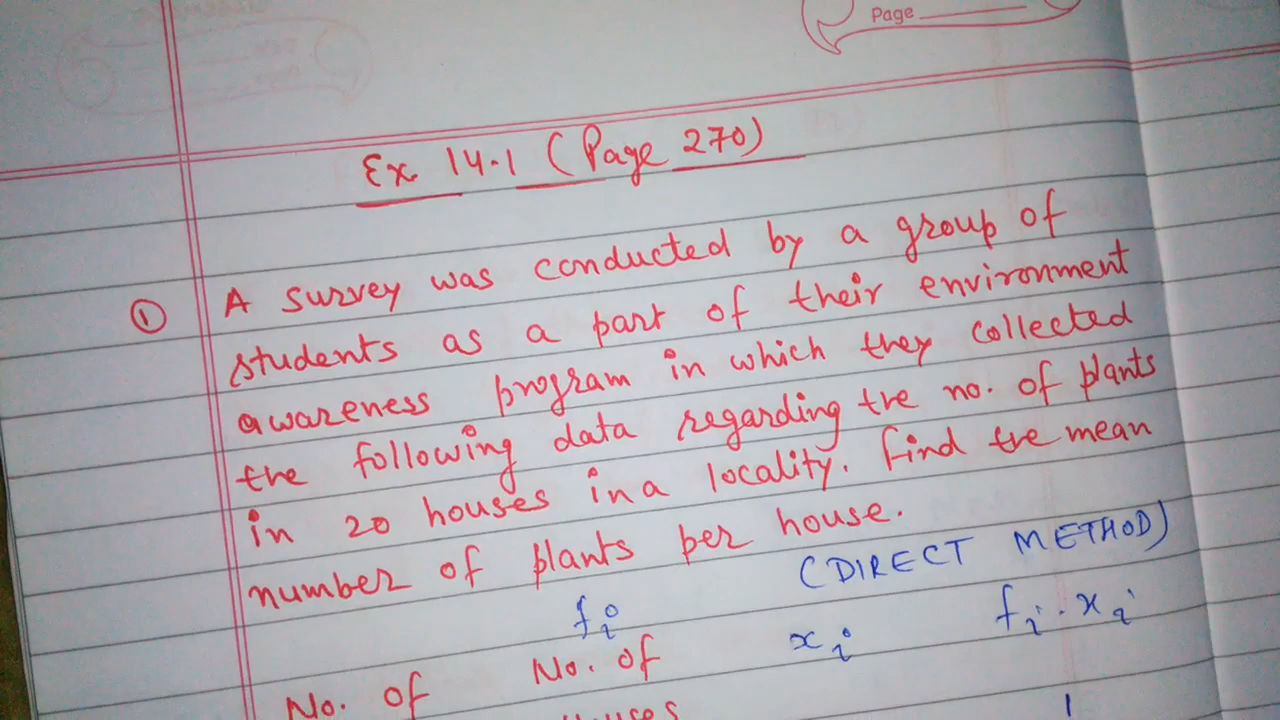 Page
Ex. 14.1 (Page 270)
① A survey was conducted by a group of
students as a part of their environment
awareness program in which they collected
the following data regarding the no. of plants
in 20 houses in a locality. Find the mean
number of plants per house.
(DIRECT METHOD)
fi xi fi.xi
No. of No. of
houses 1